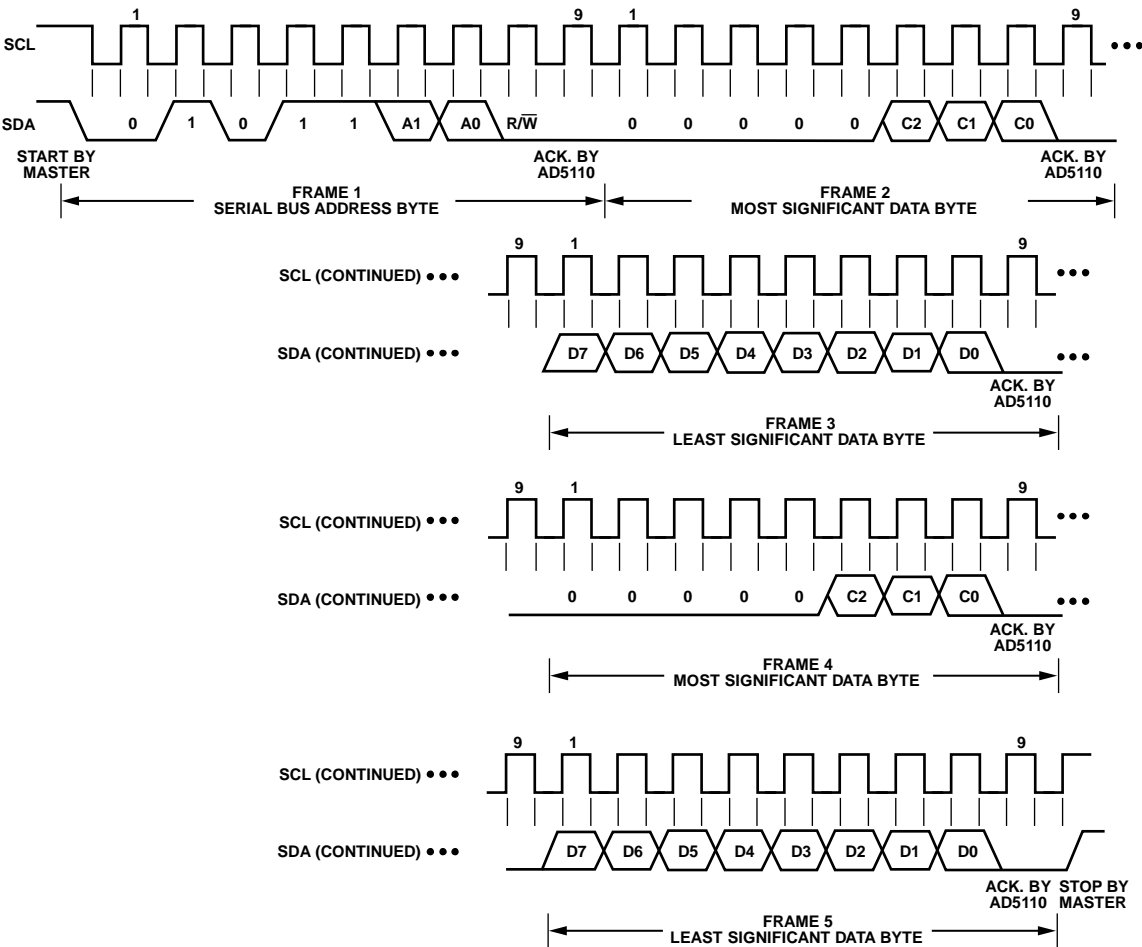 1 9 1 9
SCL
SDA 0 1 0 1 1 A1 A0 R/W̅ 0 0 0 0 0 C2 C1 C0
START BY
MASTER
ACK. BY
AD5110
ACK. BY
AD5110
FRAME 1
SERIAL BUS ADDRESS BYTE
FRAME 2
MOST SIGNIFICANT DATA BYTE
9 1 9
SCL (CONTINUED)
SDA (CONTINUED) D7 D6 D5 D4 D3 D2 D1 D0
ACK. BY
AD5110
FRAME 3
LEAST SIGNIFICANT DATA BYTE
9 1 9
SCL (CONTINUED)
SDA (CONTINUED) 0 0 0 0 0 C2 C1 C0
ACK. BY
AD5110
FRAME 4
MOST SIGNIFICANT DATA BYTE
9 1 9
SCL (CONTINUED)
SDA (CONTINUED) D7 D6 D5 D4 D3 D2 D1 D0
ACK. BY
AD5110
STOP BY
MASTER
FRAME 5
LEAST SIGNIFICANT DATA BYTE